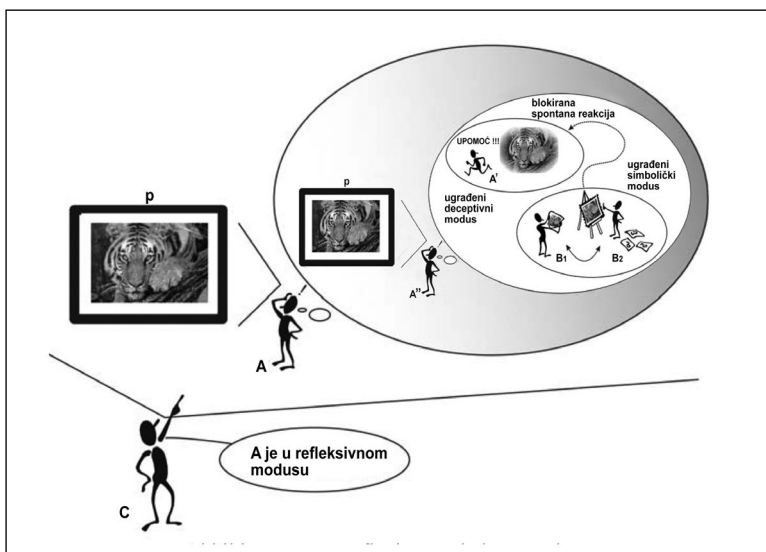 blokirana
spontana reakcija
UPOMOĆ !!!
A'
ugrađeni
simbolički
modus
p
ugrađeni
deceptivni
modus
p
B1
B2
A"
A
A je u refleksivnom
modusu
C